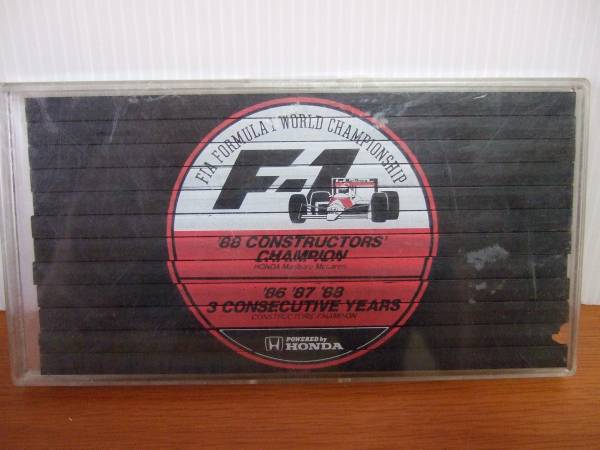 FIA FORMULA 1 WORLD CHAMPIONSHIP
F-1
'88 CONSTRUCTORS'
CHAMPION
HONDA Marlboro McLaren
'86 '87 '88
3 CONSECUTIVE YEARS
CONSTRUCTORS' CHAMPION
POWERED by
HONDA